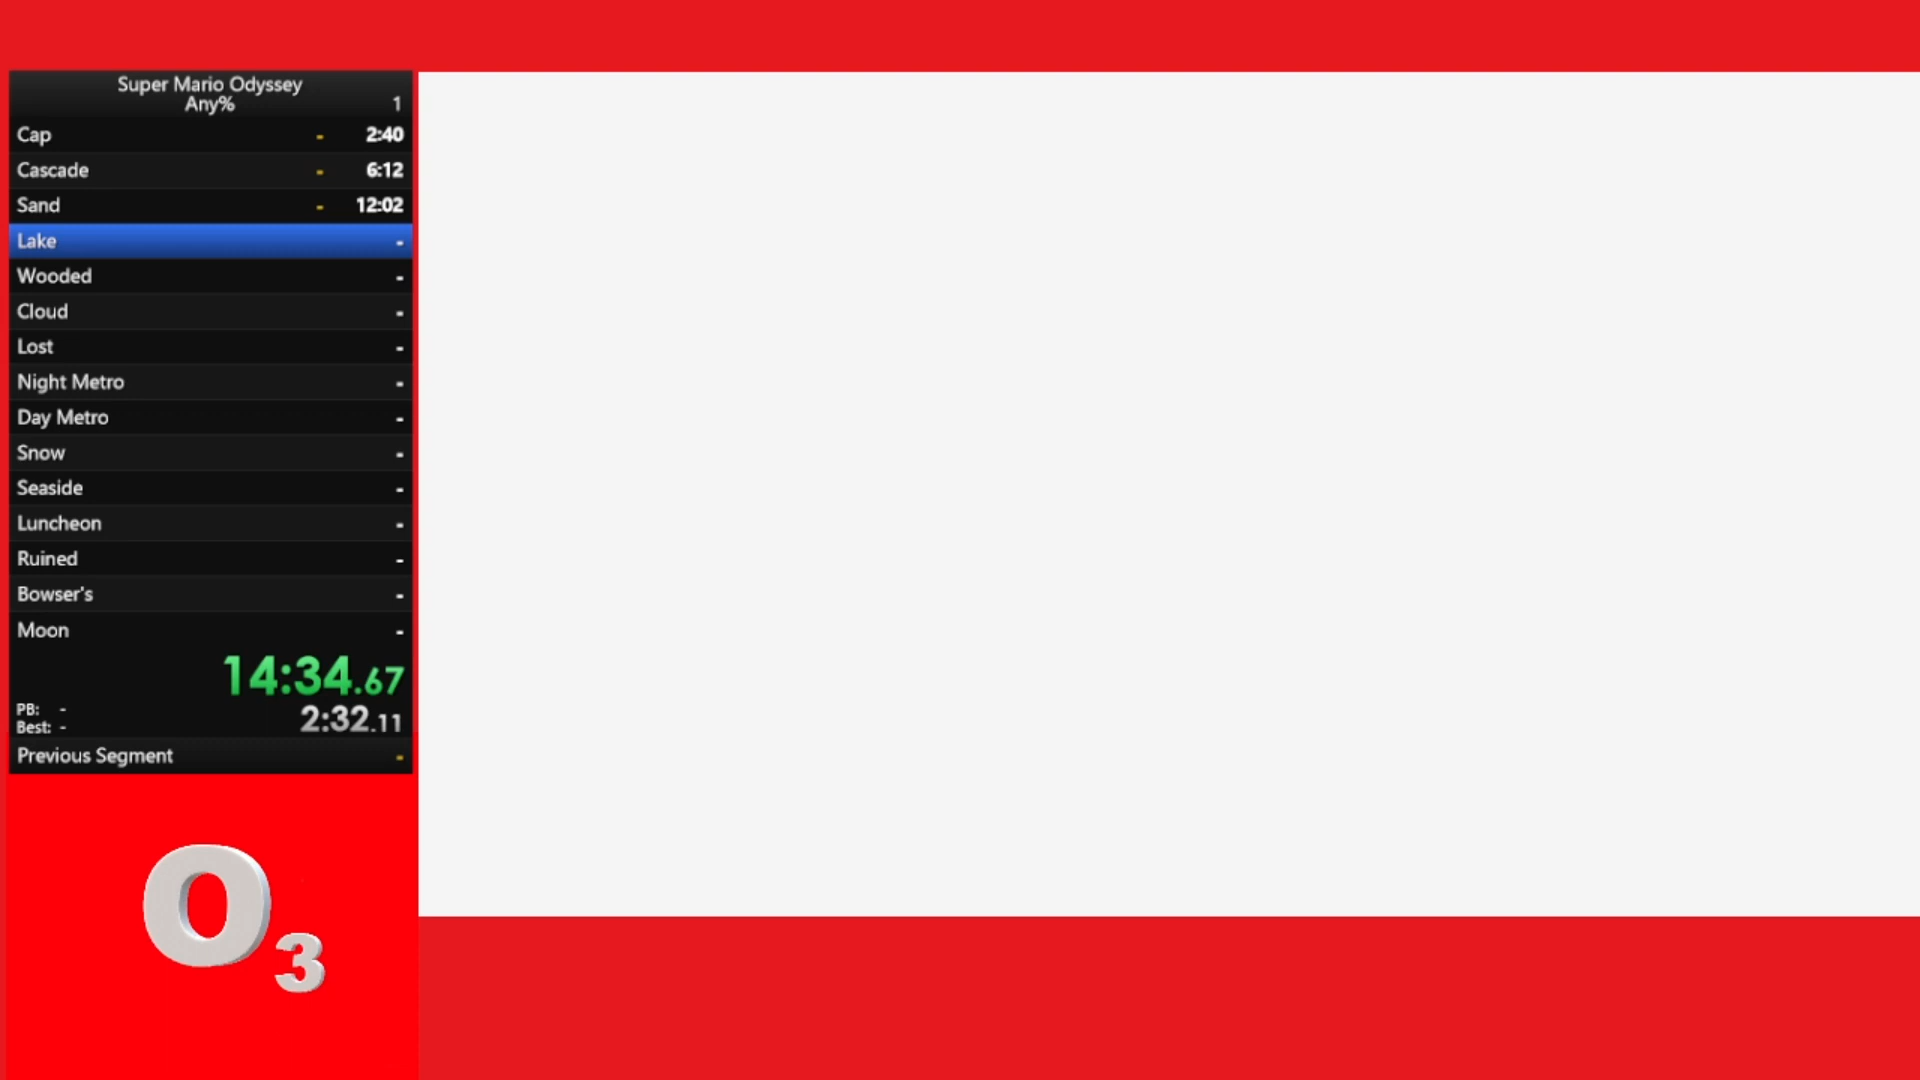 Super Mario Odyssey
Any% 1
Cap - 2:40
Cascade - 6:12
Sand - 12:02
Lake -
Wooded -
Cloud -
Lost -
Night Metro -
Day Metro -
Snow -
Seaside -
Luncheon -
Ruined -
Bowser's -
Moon -
14:34.67
PB: -
Best: - 2:32.11
Previous Segment -
O3